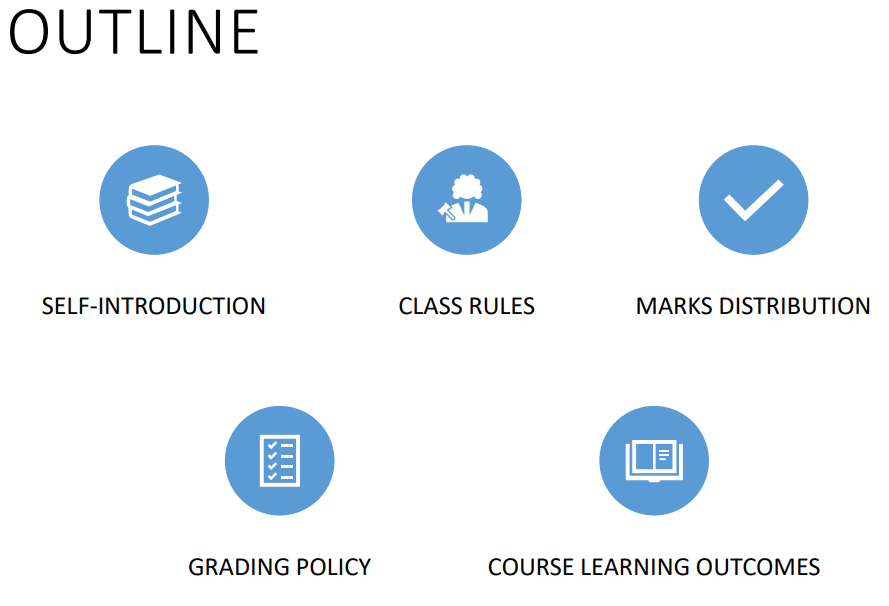 OUTLINE
SELF-INTRODUCTION
CLASS RULES
MARKS DISTRIBUTION
GRADING POLICY
COURSE LEARNING OUTCOMES